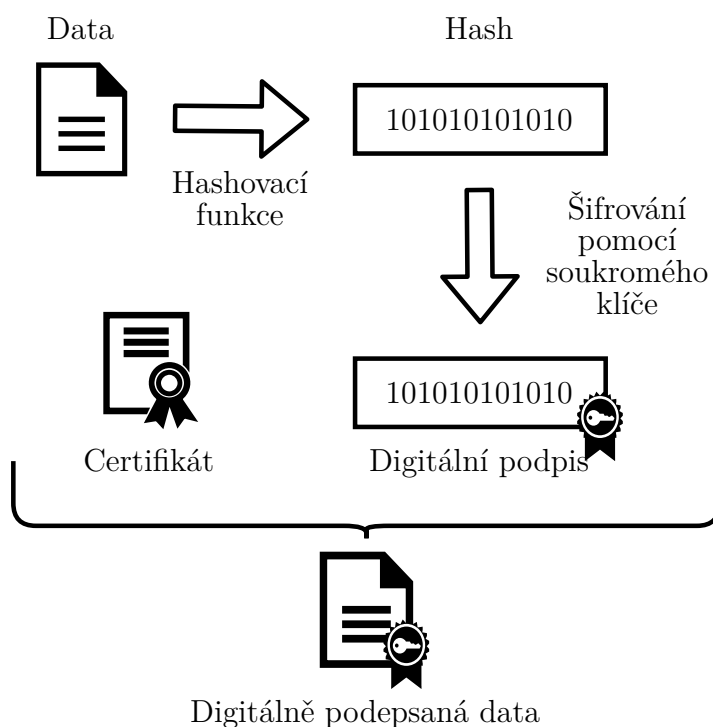 Data
Hash
101010101010
Hashovací
funkce
Šifrování
pomocí
soukromého
klíče
101010101010
Certifikát
Digitální podpis
Digitálně podepsaná data